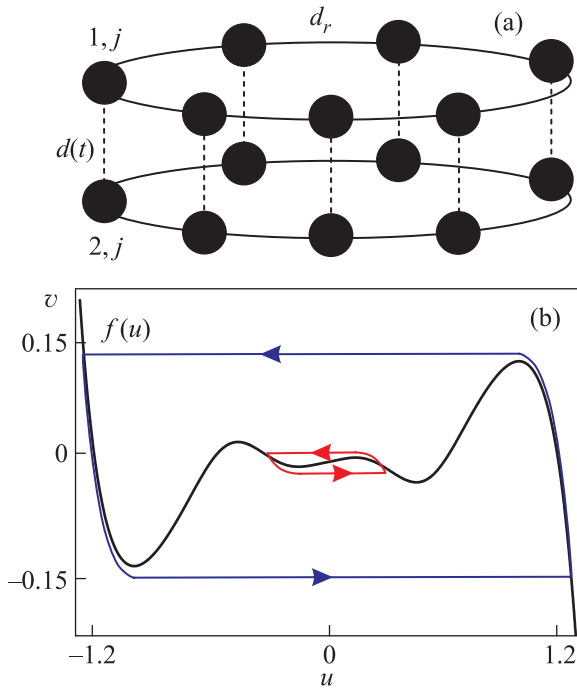 (a)
d_r
1, j
d(t)
2, j
v
(b)
f(u)
0.15
0
−0.15
−1.2
0
1.2
u